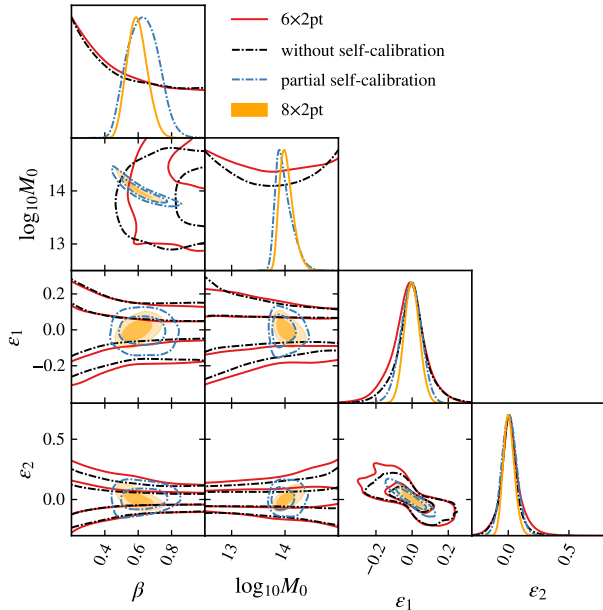 6×2pt
without self-calibration
partial self-calibration
8×2pt
log₁₀M₀
14
13
ε₁
0.2
0.0
−0.2
ε₂
0.5
0.0
0.4
0.6
0.8
13
14
−0.2
0.0
0.2
0.0
0.5
β
log₁₀M₀
ε₁
ε₂